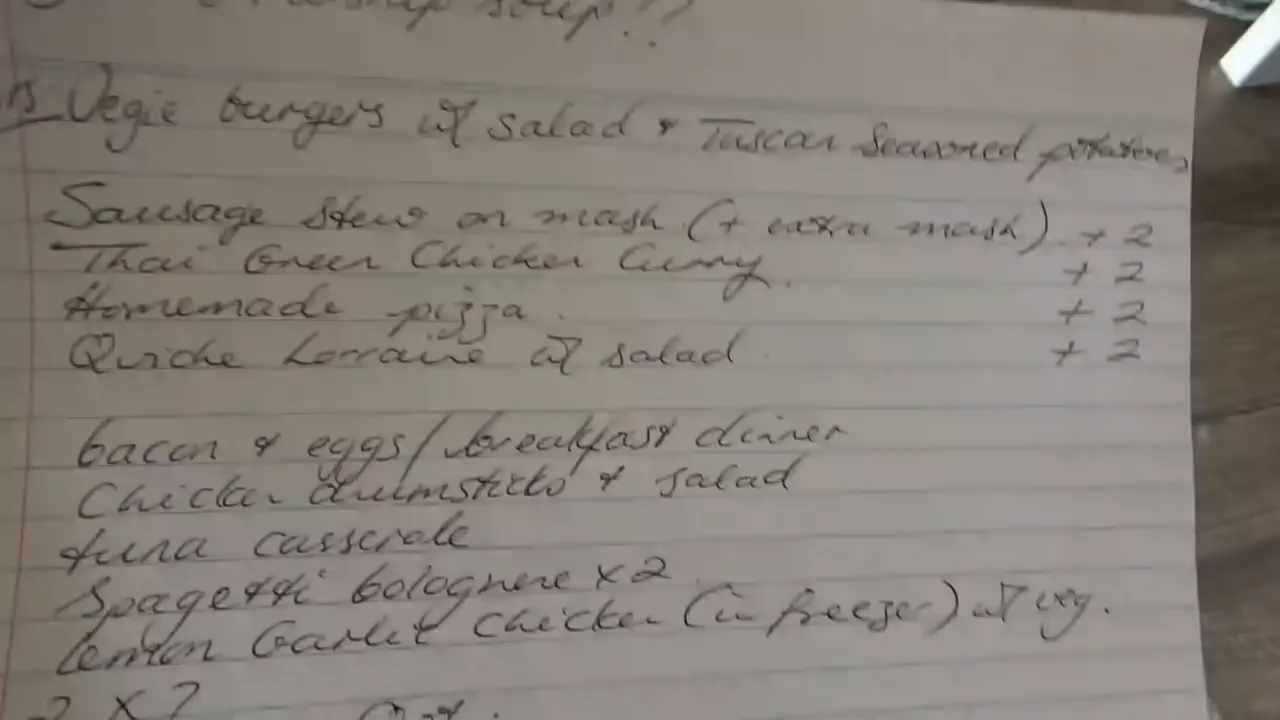 soup!!
Vegie burgers w/ salad & Tuscan Seasoned potatoes
Sausage stew on mash (+ extra mash) + 2
Thai Green Chicken Curry. + 2
Homemade pizza + 2
Quiche Lorraine w/ salad + 2
bacon & eggs/breakfast dinner
Chicken drumsticks & salad
tuna casserole
Spagetti bolognese x 2
lemon Garlic Chicken (in freezer) w/ veg.